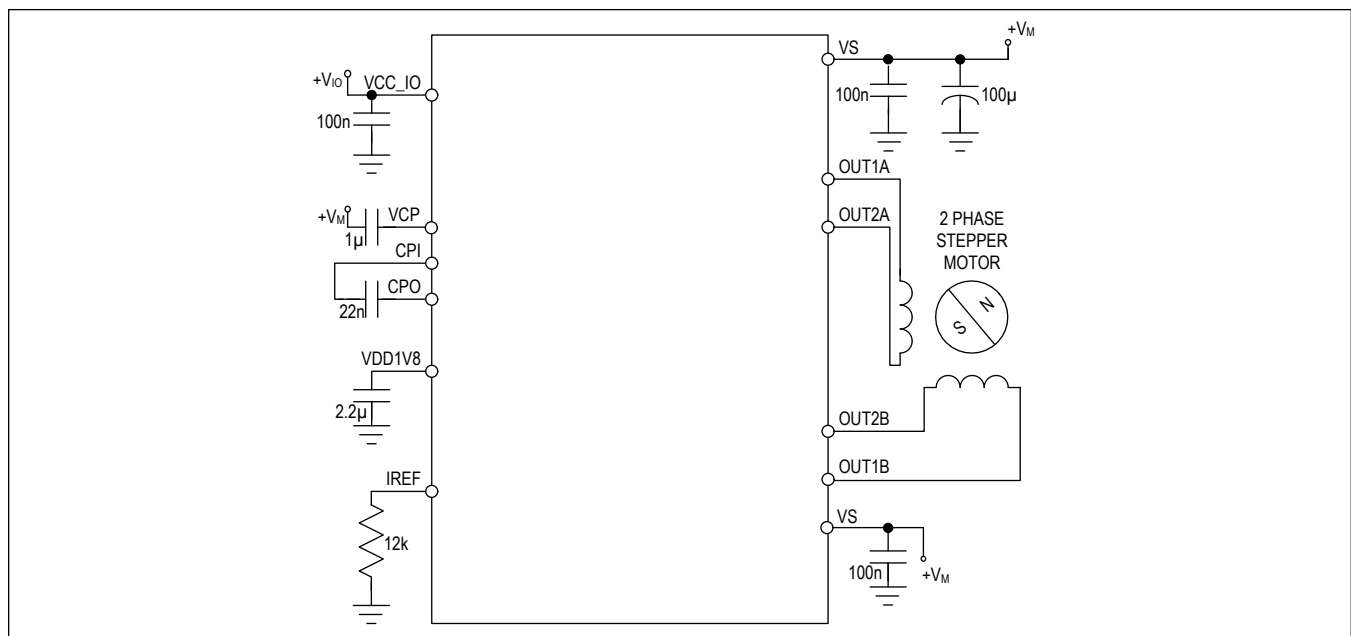 +VIO
VCC_IO
100n
+VM
VCP
1µ
CPI
CPO
22n
VDD1V8
2.2µ
IREF
12k
VS
+VM
100n
100µ
OUT1A
OUT2A
2 PHASE
STEPPER
MOTOR
N
S
OUT2B
OUT1B
VS
100n
+VM